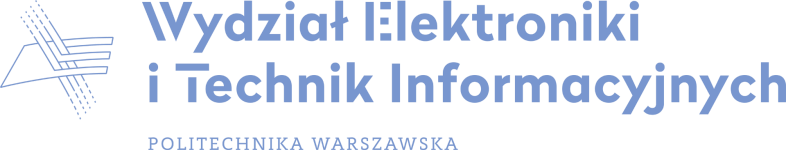 Wydział Elektroniki
i Technik Informacyjnych
POLITECHNIKA WARSZAWSKA